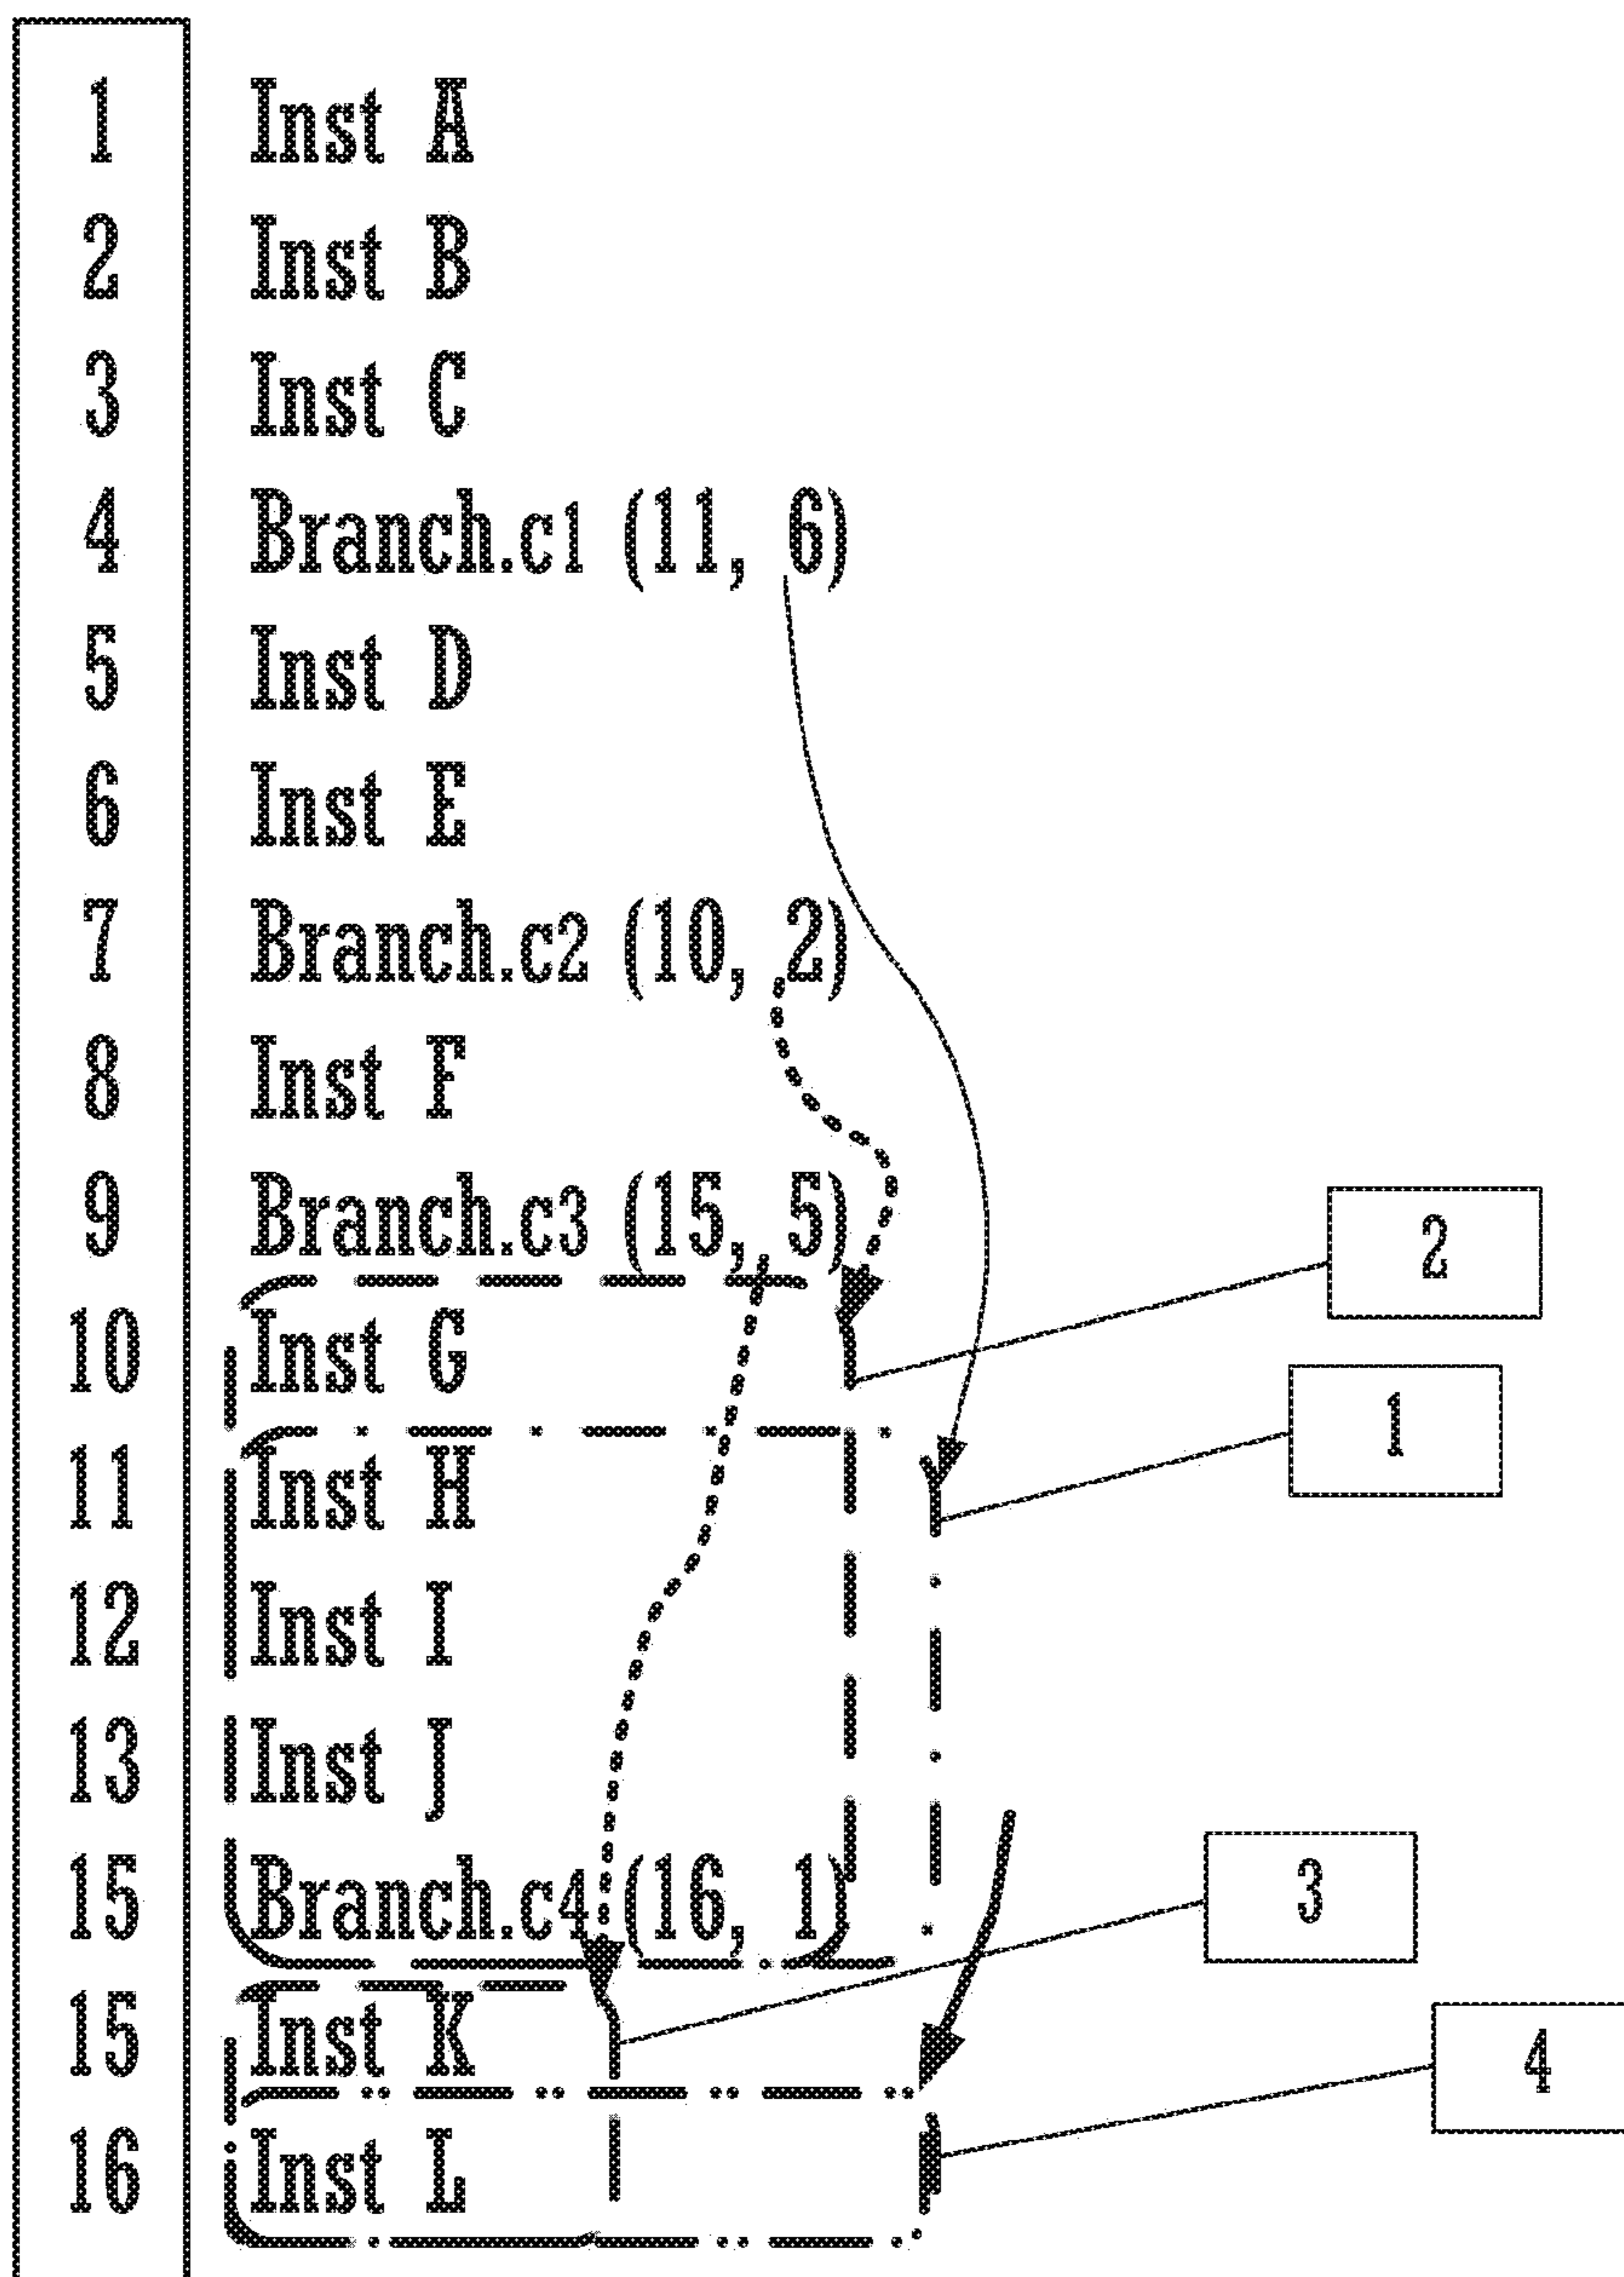 1 Inst A
2 Inst B
3 Inst C
4 Branch.c1 (11, 6)
5 Inst D
6 Inst E
7 Branch.c2 (10, 2)
8 Inst F
9 Branch.c3 (15, 5)
2
10 Inst G
1
11 Inst H
12 Inst I
13 Inst J
15 Branch.c4 (16, 1)
3
15 Inst K
4
16 Inst L